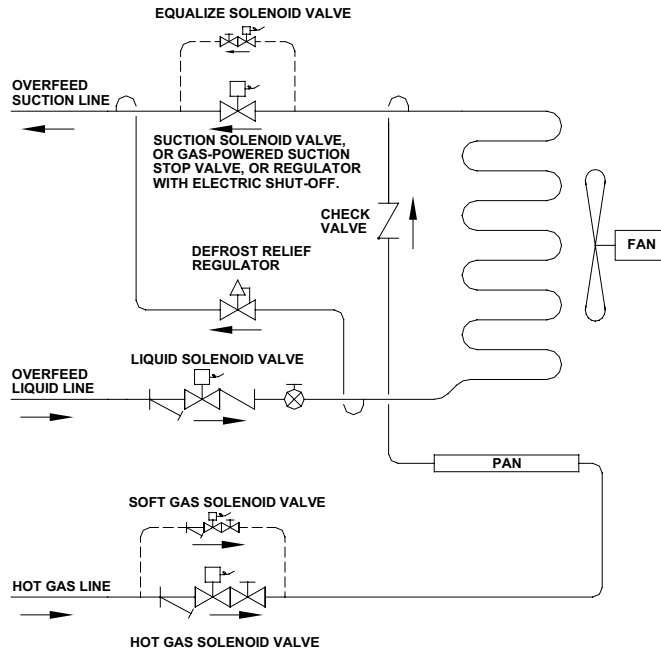 EQUALIZE SOLENOID VALVE
OVERFEED
SUCTION LINE
SUCTION SOLENOID VALVE,
OR GAS-POWERED SUCTION
STOP VALVE, OR REGULATOR
WITH ELECTRIC SHUT-OFF.
CHECK
VALVE
FAN
DEFROST RELIEF
REGULATOR
LIQUID SOLENOID VALVE
OVERFEED
LIQUID LINE
PAN
SOFT GAS SOLENOID VALVE
HOT GAS LINE
HOT GAS SOLENOID VALVE